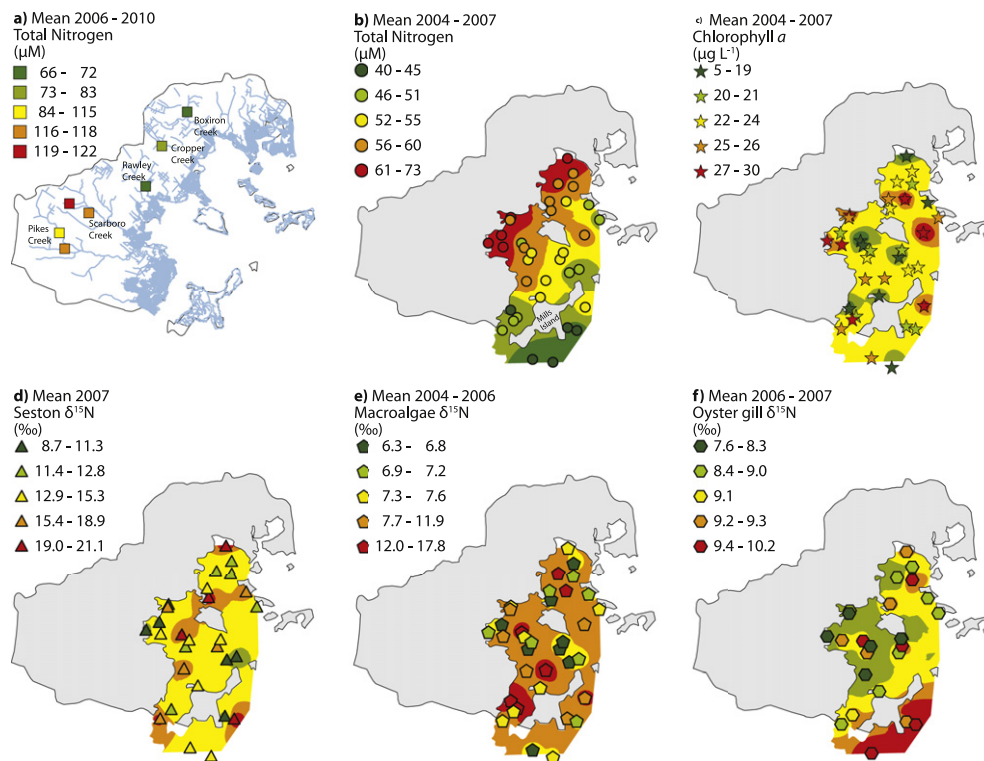 a) Mean 2006 - 2010
Total Nitrogen
(µM)
66 - 72
73 - 83
84 - 115
116 - 118
119 - 122
Boxiron
Creek
Cropper
Creek
Rawley
Creek
Scarboro
Creek
Pikes
Creek
b) Mean 2004 - 2007
Total Nitrogen
(µM)
40 - 45
46 - 51
52 - 55
56 - 60
61 - 73
Mills
Island
c) Mean 2004 - 2007
Chlorophyll a
(µg L⁻¹)
5 - 19
20 - 21
22 - 24
25 - 26
27 - 30
d) Mean 2007
Seston δ¹⁵N
(‰)
8.7 - 11.3
11.4 - 12.8
12.9 - 15.3
15.4 - 18.9
19.0 - 21.1
e) Mean 2004 - 2006
Macroalgae δ¹⁵N
(‰)
6.3 - 6.8
6.9 - 7.2
7.3 - 7.6
7.7 - 11.9
12.0 - 17.8
f) Mean 2006 - 2007
Oyster gill δ¹⁵N
(‰)
7.6 - 8.3
8.4 - 9.0
9.1
9.2 - 9.3
9.4 - 10.2